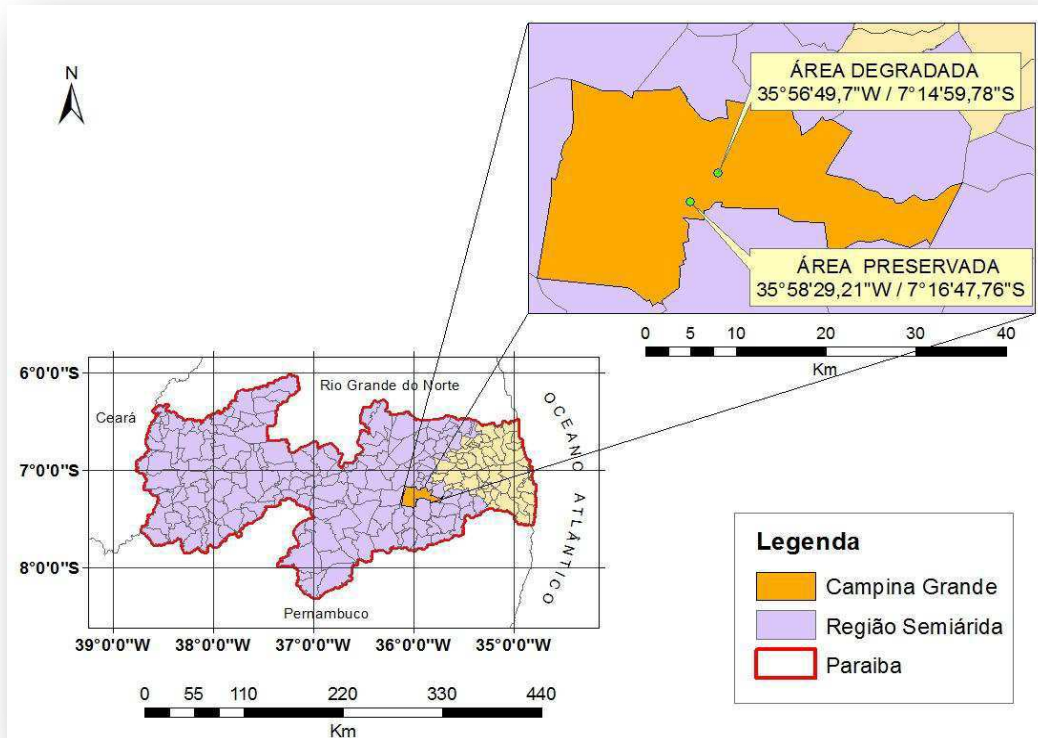 N
ÁREA DEGRADADA
35°56'49,7"W / 7°14'59,78"S
ÁREA PRESERVADA
35°58'29,21"W / 7°16'47,76"S
0 5 10 20 30 40
Km
6°0'0"S
7°0'0"S
8°0'0"S
Ceará
Rio Grande do Norte
Pernambuco
OCEANO ATLÂNTICO
39°0'0"W 38°0'0"W 37°0'0"W 36°0'0"W 35°0'0"W
0 55 110 220 330 440
Km
Legenda
Campina Grande
Região Semiárida
Paraiba